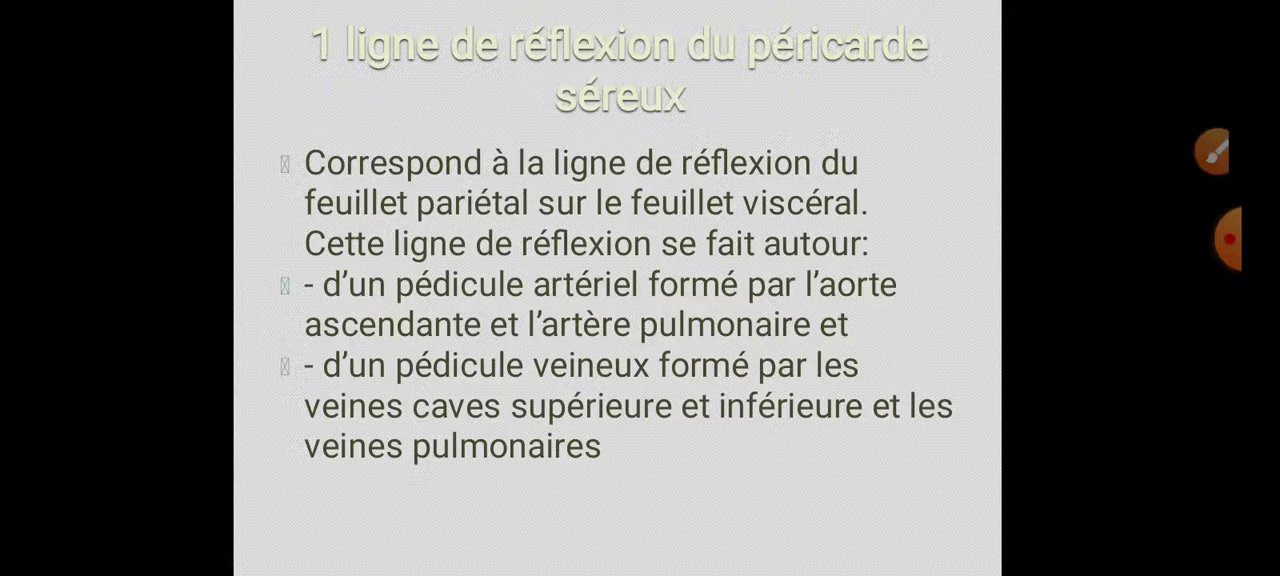 1 ligne de réflexion du péricarde
séreux
Correspond à la ligne de réflexion du
feuillet pariétal sur le feuillet viscéral.
Cette ligne de réflexion se fait autour:
- d’un pédicule artériel formé par l’aorte
ascendante et l’artère pulmonaire et
- d’un pédicule veineux formé par les
veines caves supérieure et inférieure et les
veines pulmonaires